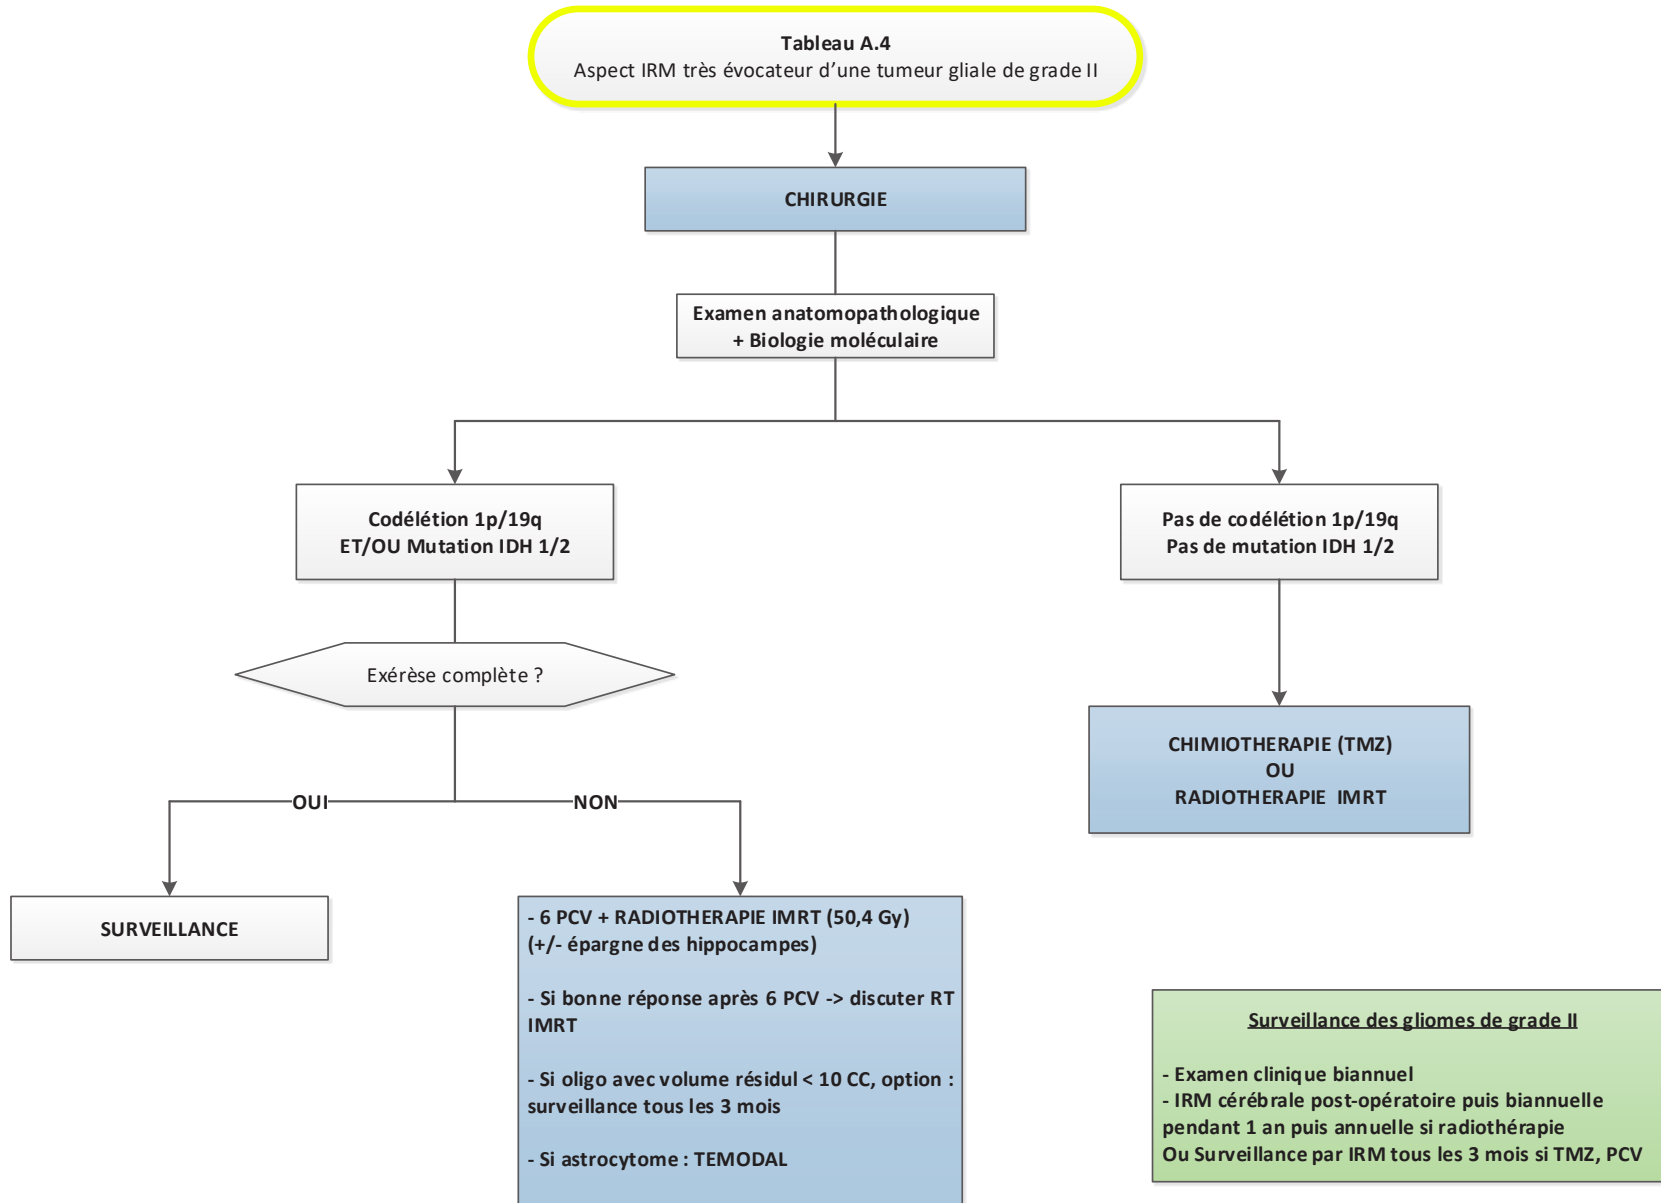 Tableau A.4
Aspect IRM très évocateur d’une tumeur gliale de grade II
CHIRURGIE
Examen anatomopathologique
+ Biologie moléculaire
Codélétion 1p/19q
ET/OU Mutation IDH 1/2
Pas de codélétion 1p/19q
Pas de mutation IDH 1/2
Exérèse complète ?
CHIMIOTHERAPIE (TMZ)
OU
RADIOTHERAPIE IMRT
OUI
NON
SURVEILLANCE
- 6 PCV + RADIOTHERAPIE IMRT (50,4 Gy)
(+/- épargne des hippocampes)
- Si bonne réponse après 6 PCV -> discuter RT
IMRT
- Si oligo avec volume résidul < 10 CC, option :
surveillance tous les 3 mois
- Si astrocytome : TEMODAL
Surveillance des gliomes de grade II
- Examen clinique biannuel
- IRM cérébrale post-opératoire puis biannuelle
pendant 1 an puis annuelle si radiothérapie
Ou Surveillance par IRM tous les 3 mois si TMZ, PCV